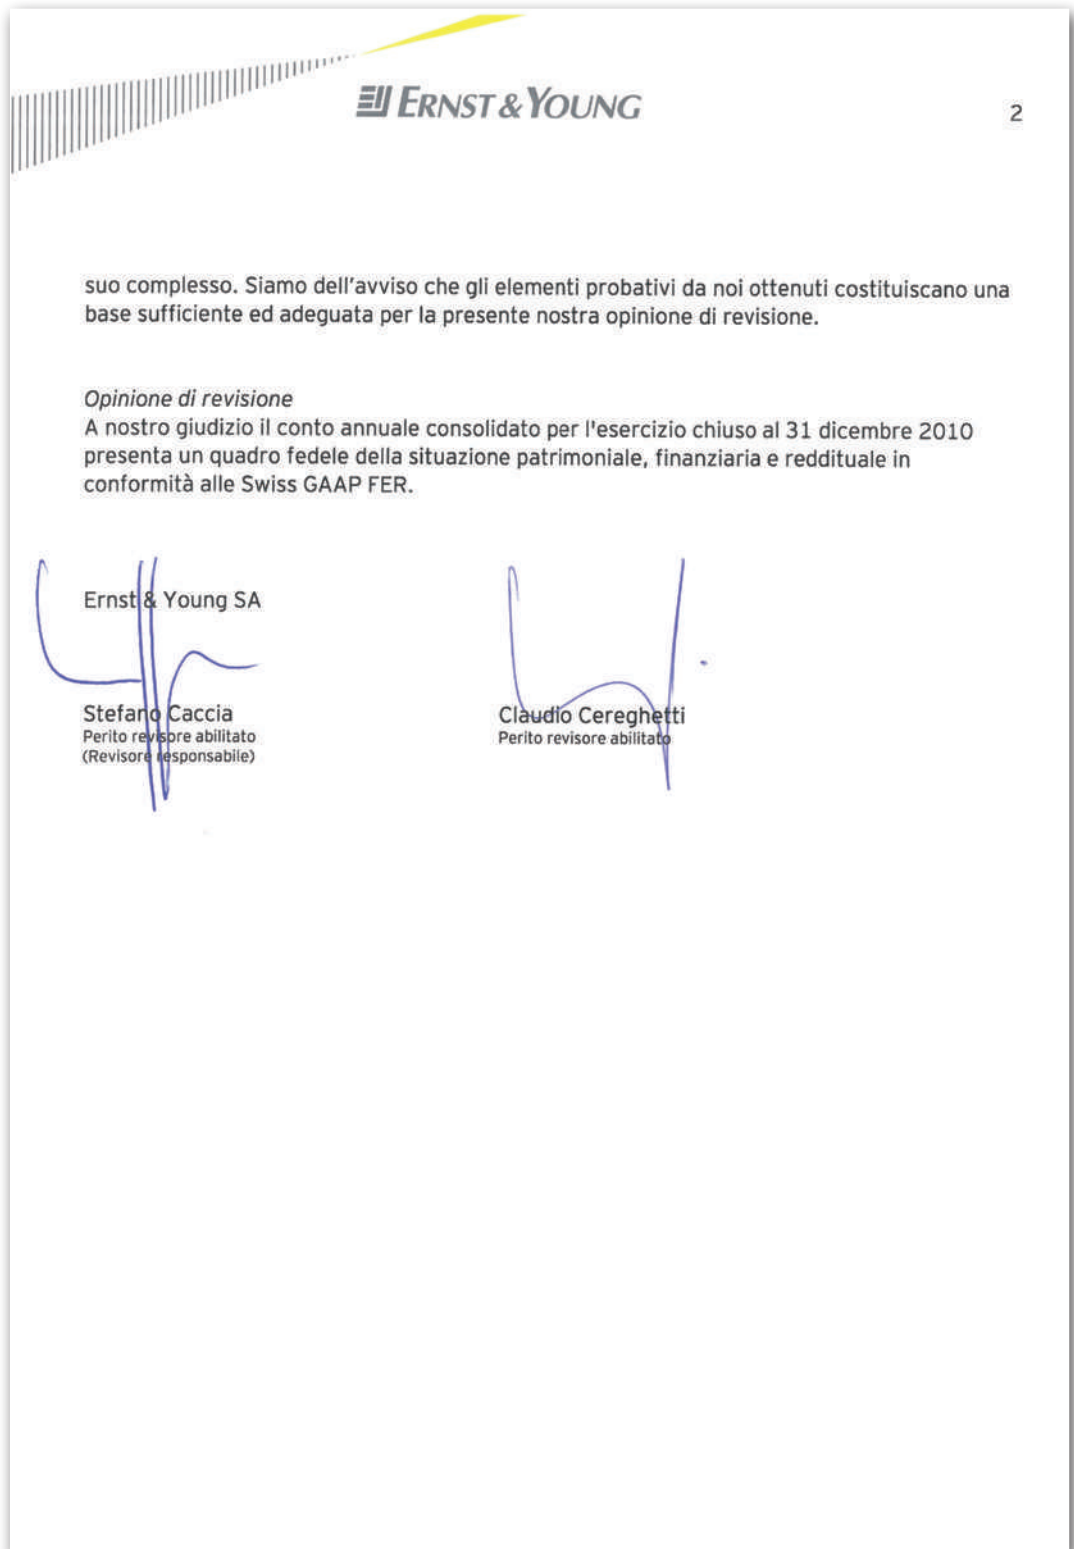 ERNST & YOUNG
2
suo complesso. Siamo dell'avviso che gli elementi probativi da noi ottenuti costituiscano una
base sufficiente ed adeguata per la presente nostra opinione di revisione.
Opinione di revisione
A nostro giudizio il conto annuale consolidato per l'esercizio chiuso al 31 dicembre 2010
presenta un quadro fedele della situazione patrimoniale, finanziaria e reddituale in
conformità alle Swiss GAAP FER.
Ernst & Young SA
Stefano Caccia
Perito revisore abilitato
(Revisore responsabile)
Claudio Cereghetti
Perito revisore abilitato